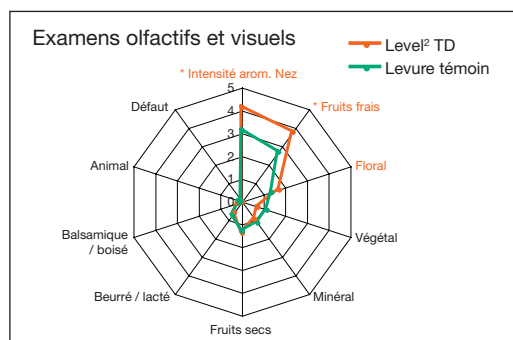 Examens olfactifs et visuels
Level² TD
Levure témoin
* Intensité arom. Nez
* Fruits frais
Floral
Végétal
Minéral
Fruits secs
Beurré / lacté
Balsamique
/ boisé
Animal
Défaut
5
4
3
2
1
0